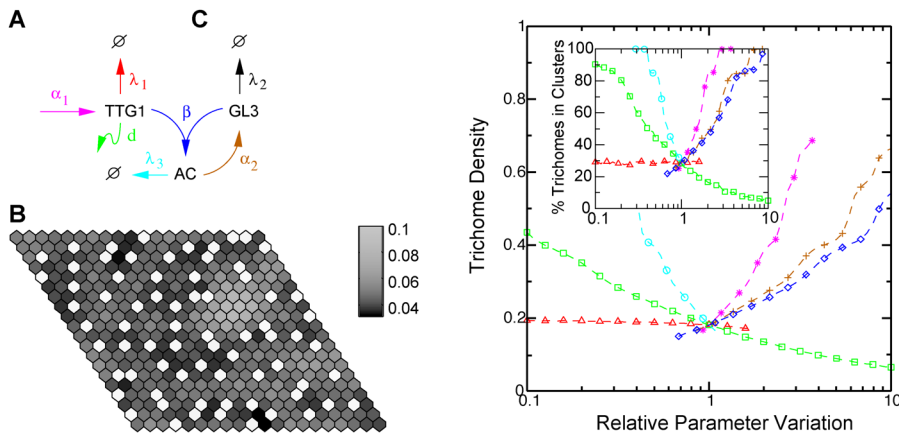 A
C
∅
∅
λ1
λ2
α1
TTG1
β
GL3
d
λ3
α2
∅
AC
B
0.1
0.08
0.06
0.04
1
0.8
0.6
0.4
0.2
0
Trichome Density
0.1
1
10
Relative Parameter Variation
100
80
60
40
20
0
% Trichomes in Clusters
0.1
1
10